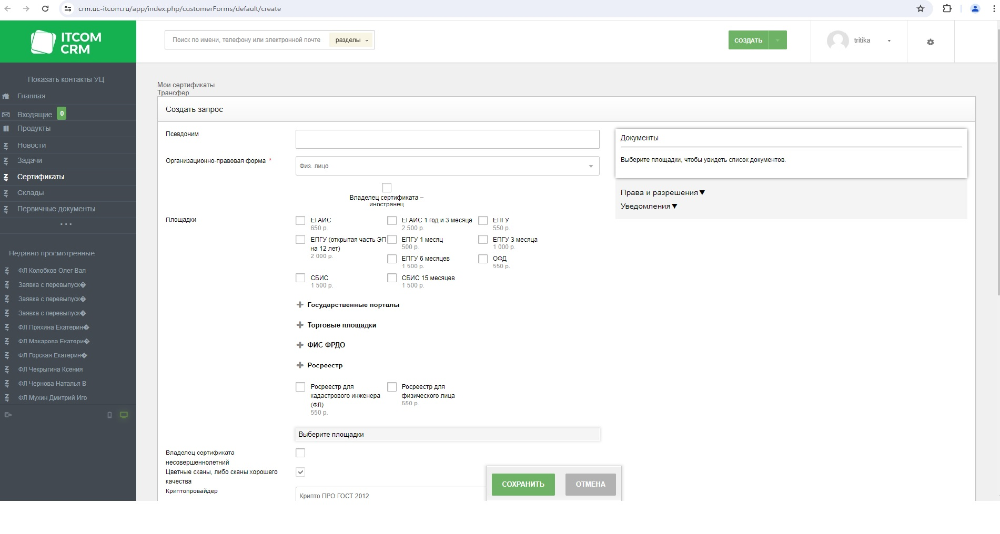 crm.uc-itcom.ru/app/index.php/customerForms/default/create
ITCOM
CRM
Поиск по имени, телефону или электронной почте
разделы
СОЗДАТЬ
tritika
Показать контакты УЦ
Главная
Входящие 0
Продукты
Новости
Задачи
Сертификаты
Склады
Первичные документы
...
Недавно просмотренные
ФЛ Колобков Олег Вал
Заявка с перевыпуск�
Заявка с перевыпуск�
Заявка с перевыпуск�
ФЛ Пряхина Екатерин�
ФЛ Макарова Екатери�
ФЛ Горская Екатерин�
ФЛ Чекрыгина Ксения
ФЛ Чернова Наталья В
ФЛ Мухин Дмитрий Иго
Мои сертификаты
Трансфер
Создать запрос
Псевдоним
Организационно-правовая форма *
Физ. лицо
Владелец сертификата –
иностранец
Площадки
ЕГАИС
650 р.
ЕГАИС 1 год и 3 месяца
2 500 р.
ЕПГУ
550 р.
ЕПГУ (открытая часть ЭП
на 12 лет)
2 000 р.
ЕПГУ 1 месяц
500 р.
ЕПГУ 3 месяца
1 000 р.
ЕПГУ 6 месяцев
1 500 р.
ОФД
550 р.
СБИС
1 500 р.
СБИС 15 месяцев
1 500 р.
Государственные порталы
Торговые площадки
ФИС ФРДО
Росреестр
Росреестр для
кадастрового инженера
(ФЛ)
550 р.
Росреестр для
физического лица
550 р.
Выберите площадки
Владелец сертификата
несовершеннолетний
Цветные сканы, либо сканы хорошего
качества
Криптопровайдер
Крипто ПРО ГОСТ 2012
СОХРАНИТЬ
ОТМЕНА
Документы
Выберите площадки, чтобы увидеть список документов.
Права и разрешения▼
Уведомления▼